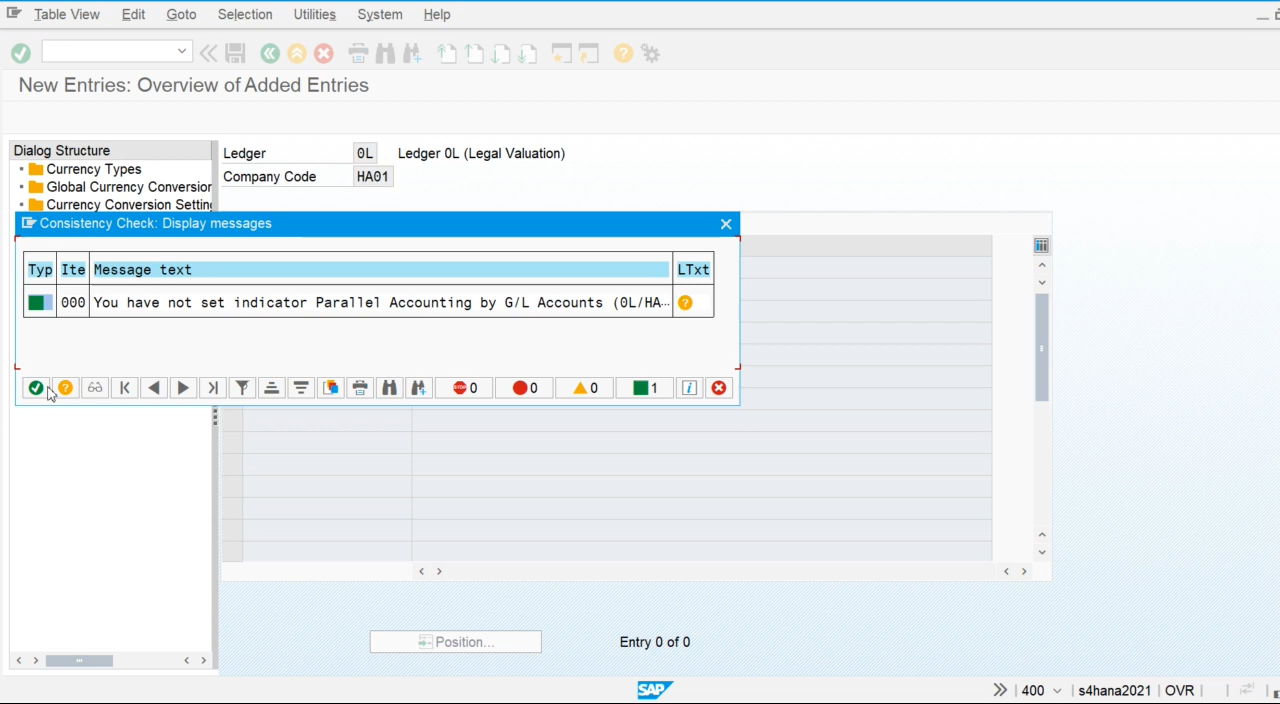 Table View Edit Goto Selection Utilities System Help
New Entries: Overview of Added Entries
Dialog Structure
Currency Types
Global Currency Conversior
Currency Conversion Setting
Ledger 0L Ledger 0L (Legal Valuation)
Company Code HA01
Consistency Check: Display messages
Typ Ite Message text LTxt
000 You have not set indicator Parallel Accounting by G/L Accounts (0L/HA…
STOP 0 0 0 1
Position... Entry 0 of 0
SAP 400 s4hana2021 OVR